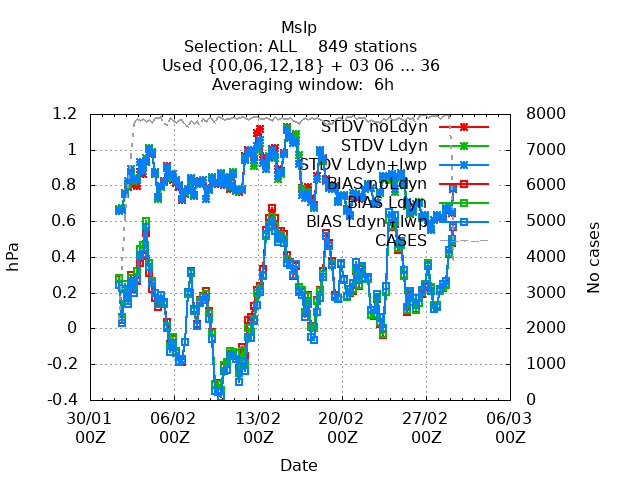 Mslp
Selection: ALL    849 stations
Used {00,06,12,18} + 03 06 ... 36
Averaging window:  6h
1.2
1
0.8
0.6
0.4
0.2
0
-0.2
-0.4
hPa
8000
7000
6000
5000
4000
3000
2000
1000
0
No cases
STDV noLdyn
STDV Ldyn
STDV Ldyn+lwp
BIAS noLdyn
BIAS Ldyn
BIAS Ldyn+lwp
CASES
30/01 06/02 13/02 20/02 27/02 06/03
00Z 00Z 00Z 00Z 00Z 00Z
Date